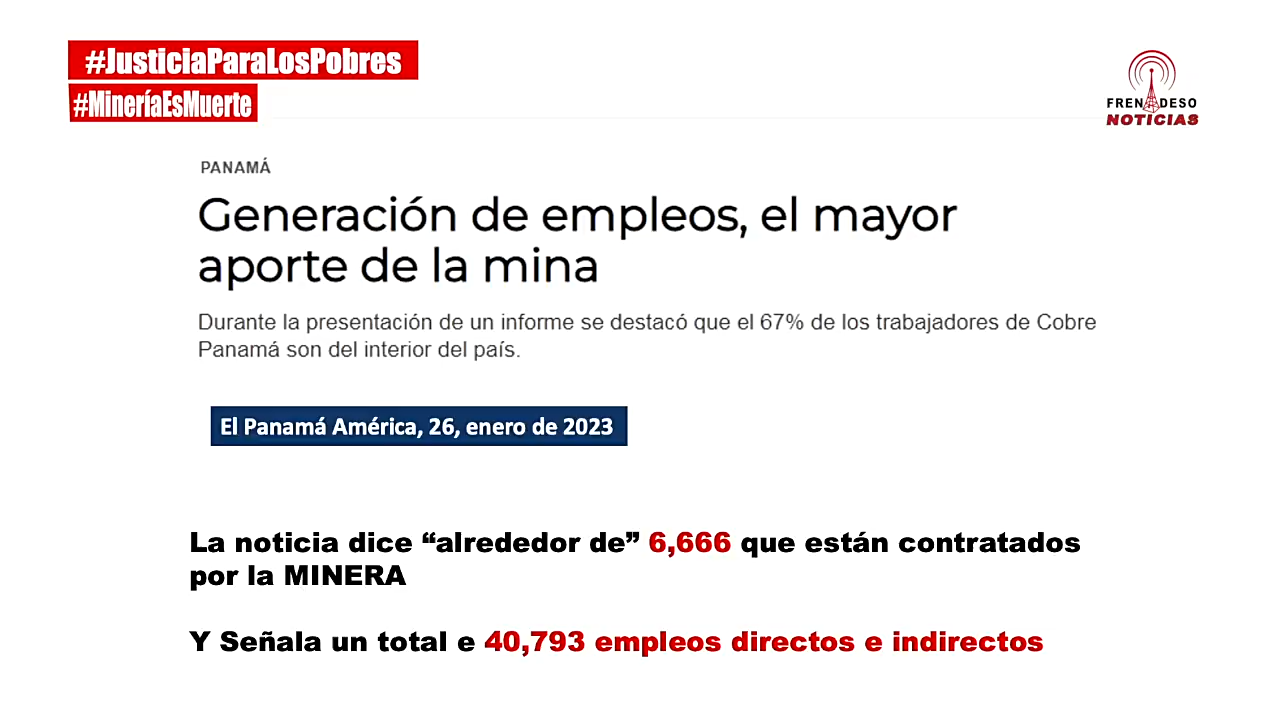 #JusticiaParaLosPobres
#MineríaEsMuerte
FRENADESO
NOTICIAS
PANAMÁ
Generación de empleos, el mayor
aporte de la mina
Durante la presentación de un informe se destacó que el 67% de los trabajadores de Cobre
Panamá son del interior del país.
El Panamá América, 26, enero de 2023
La noticia dice “alrededor de” 6,666 que están contratados
por la MINERA
Y Señala un total e 40,793 empleos directos e indirectos